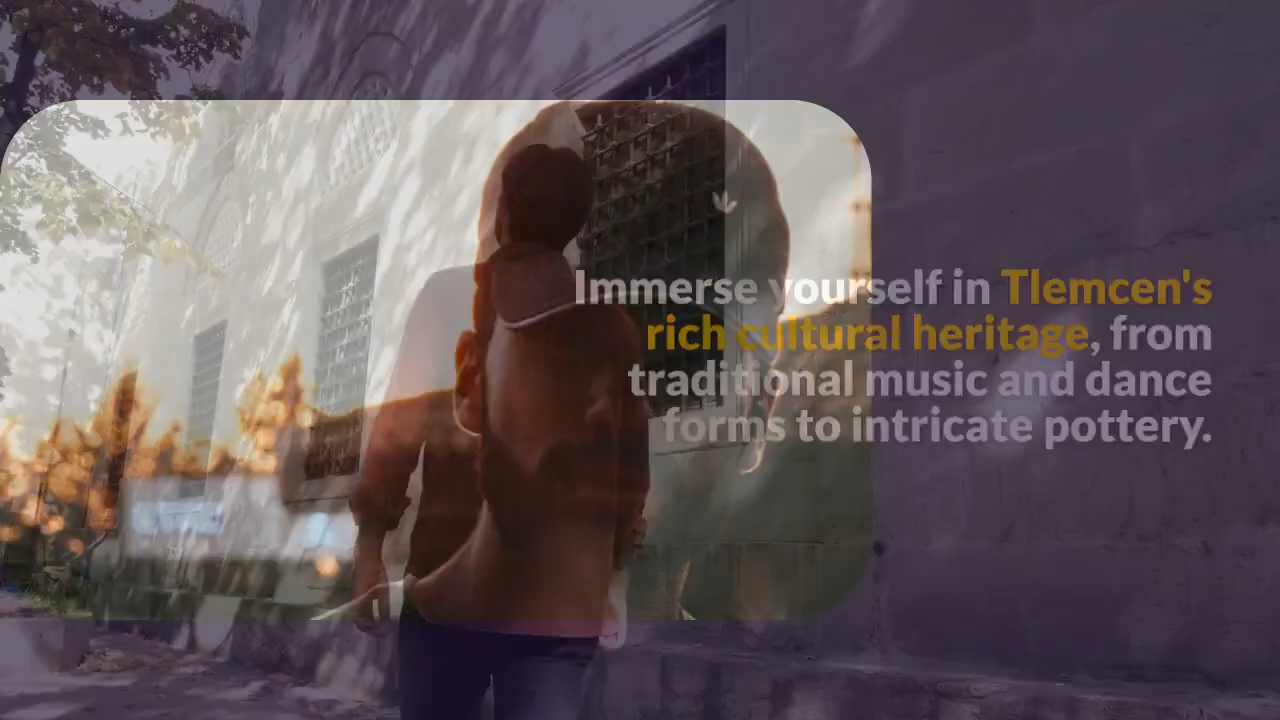 Immerse yourself in Tlemcen's
rich cultural heritage, from
traditional music and dance
forms to intricate pottery.